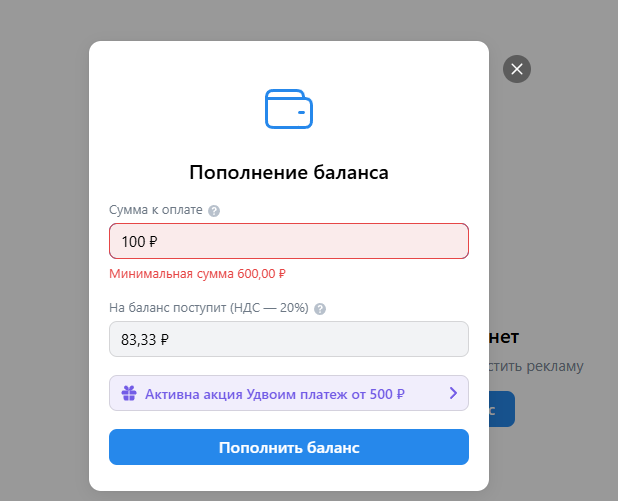 Пополнение баланса
Сумма к оплате ?
100 ₽
Минимальная сумма 600,00 ₽
На баланс поступит (НДС — 20%) ?
83,33 ₽
Активна акция Удвоим платеж от 500 ₽
Пополнить баланс
нет
стить рекламу
с